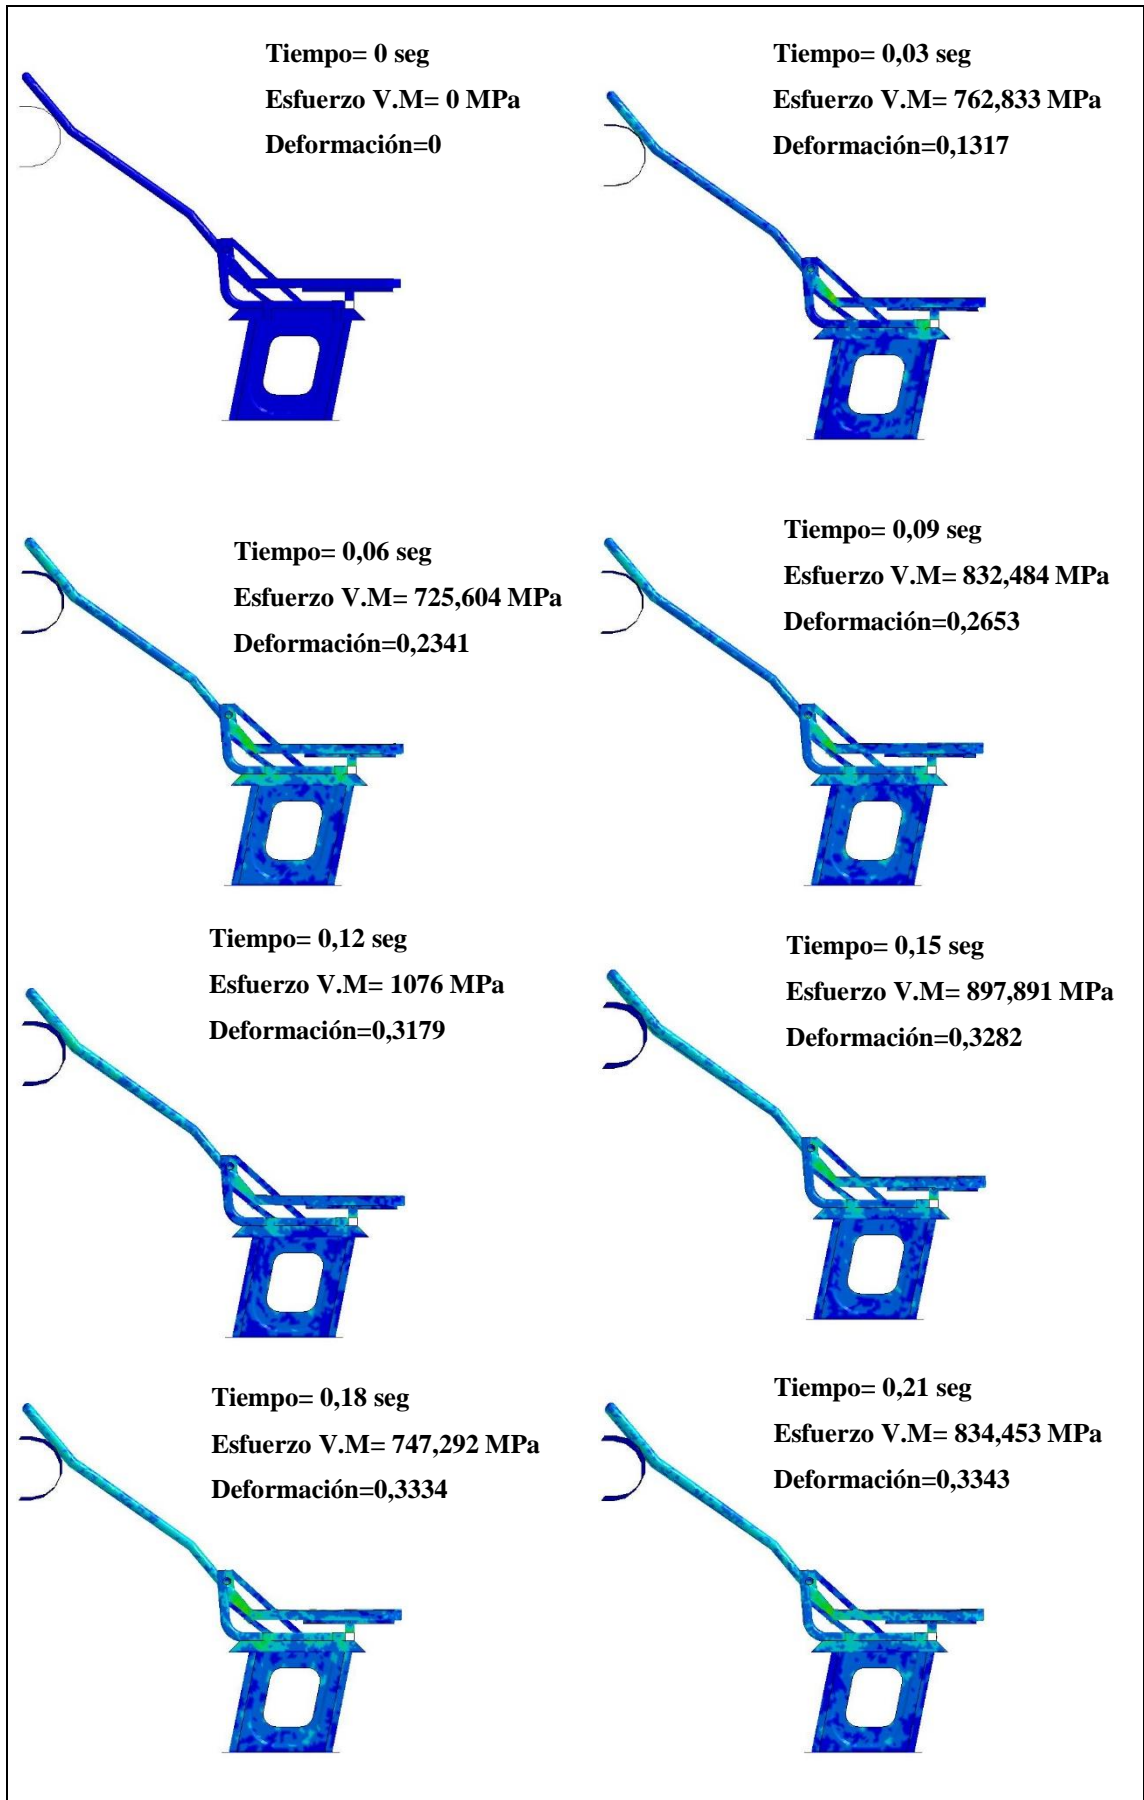 Tiempo= 0 seg
Esfuerzo V.M= 0 MPa
Deformación=0
Tiempo= 0,03 seg
Esfuerzo V.M= 762,833 MPa
Deformación=0,1317
Tiempo= 0,06 seg
Esfuerzo V.M= 725,604 MPa
Deformación=0,2341
Tiempo= 0,09 seg
Esfuerzo V.M= 832,484 MPa
Deformación=0,2653
Tiempo= 0,12 seg
Esfuerzo V.M= 1076 MPa
Deformación=0,3179
Tiempo= 0,15 seg
Esfuerzo V.M= 897,891 MPa
Deformación=0,3282
Tiempo= 0,18 seg
Esfuerzo V.M= 747,292 MPa
Deformación=0,3334
Tiempo= 0,21 seg
Esfuerzo V.M= 834,453 MPa
Deformación=0,3343